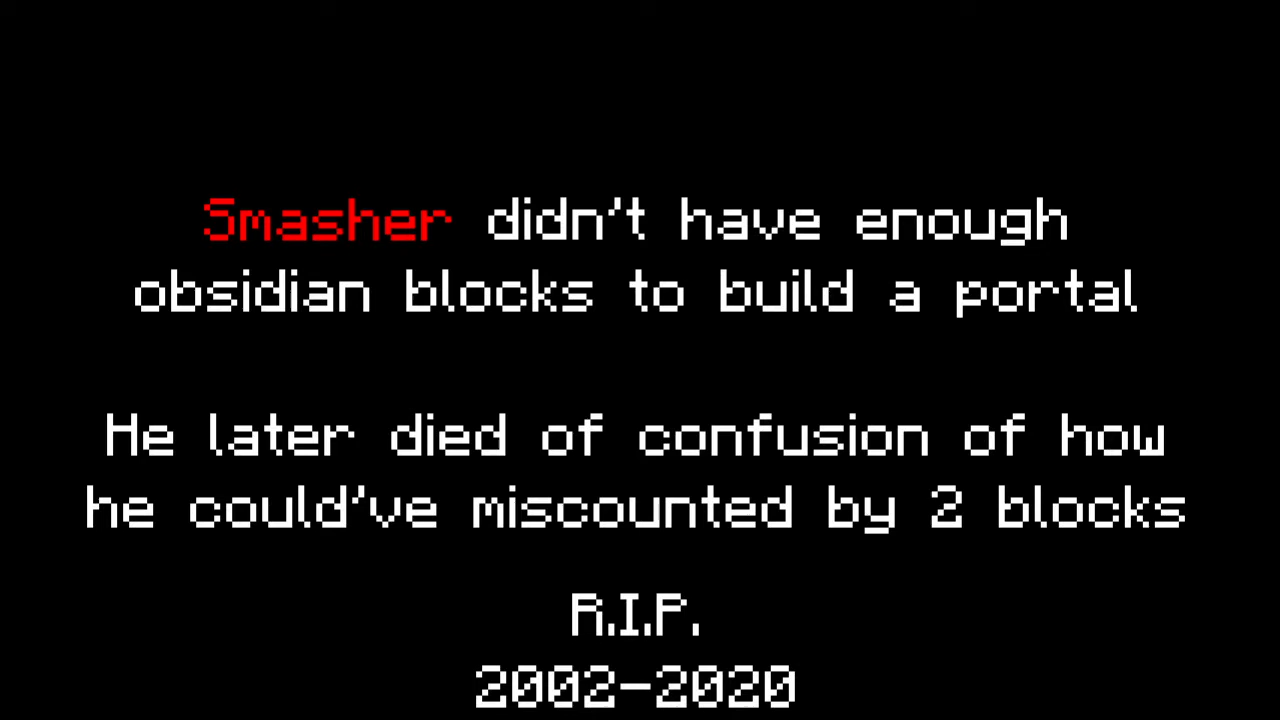 Smasher didn't have enough
obsidian blocks to build a portal
He later died of confusion of how
he could've miscounted by 2 blocks
R.I.P.
2002-2020